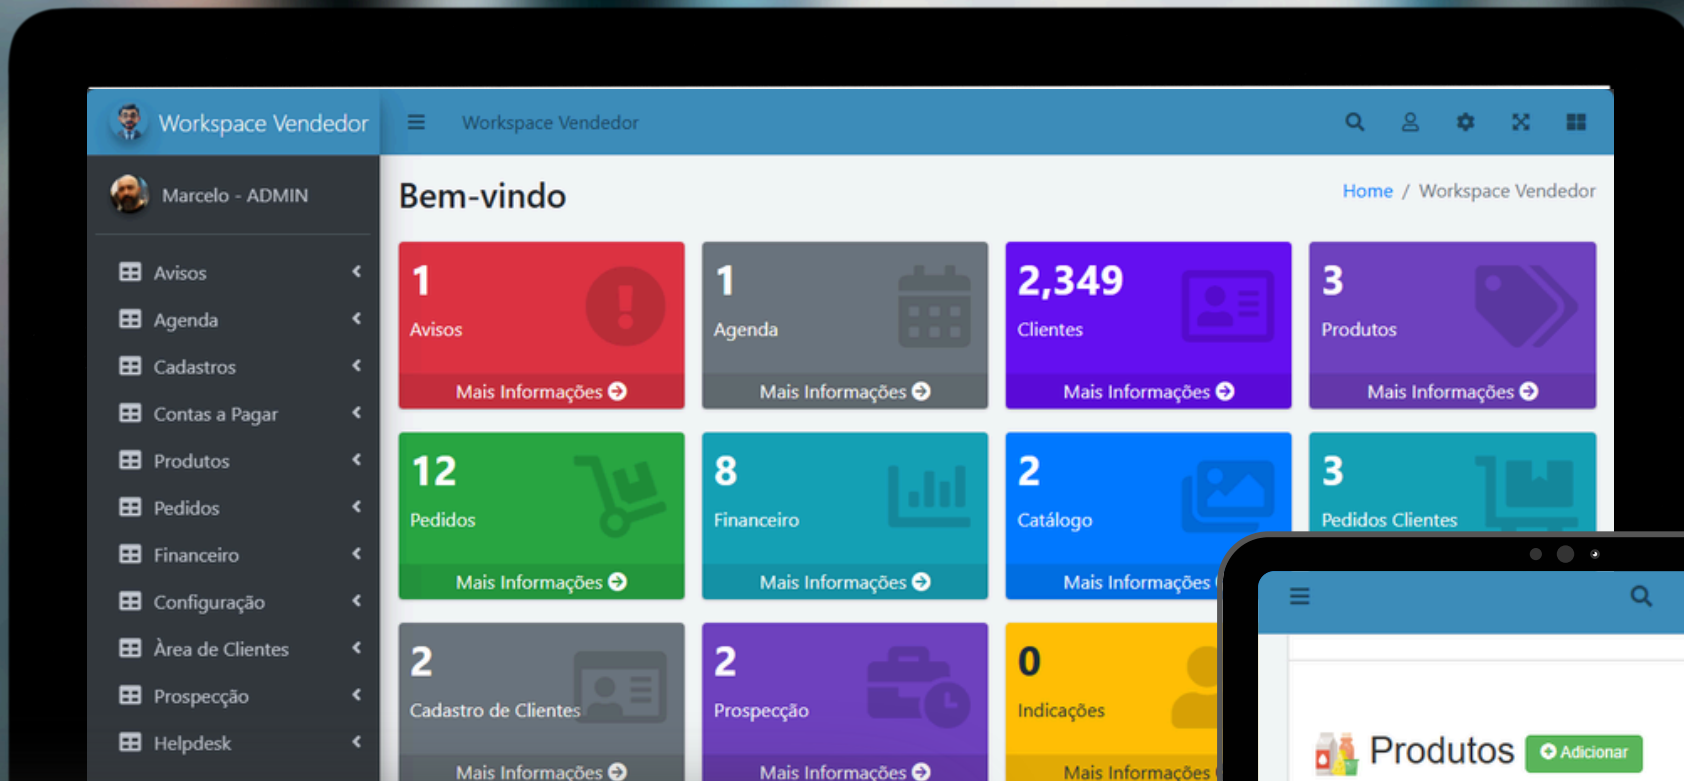 Workspace Vendedor
Workspace Vendedor
Marcelo - ADMIN
Avisos
Agenda
Cadastros
Contas a Pagar
Produtos
Pedidos
Financeiro
Configuração
Àrea de Clientes
Prospecção
Helpdesk
Bem-vindo
Home / Workspace Vendedor
1
Avisos
Mais Informações
1
Agenda
Mais Informações
2,349
Clientes
Mais Informações
3
Produtos
Mais Informações
12
Pedidos
Mais Informações
8
Financeiro
Mais Informações
2
Catálogo
Mais Informações
3
Pedidos Clientes
2
Cadastro de Clientes
Mais Informações
2
Prospecção
Mais Informações
0
Indicações
Mais Informações
Produtos
Adicionar